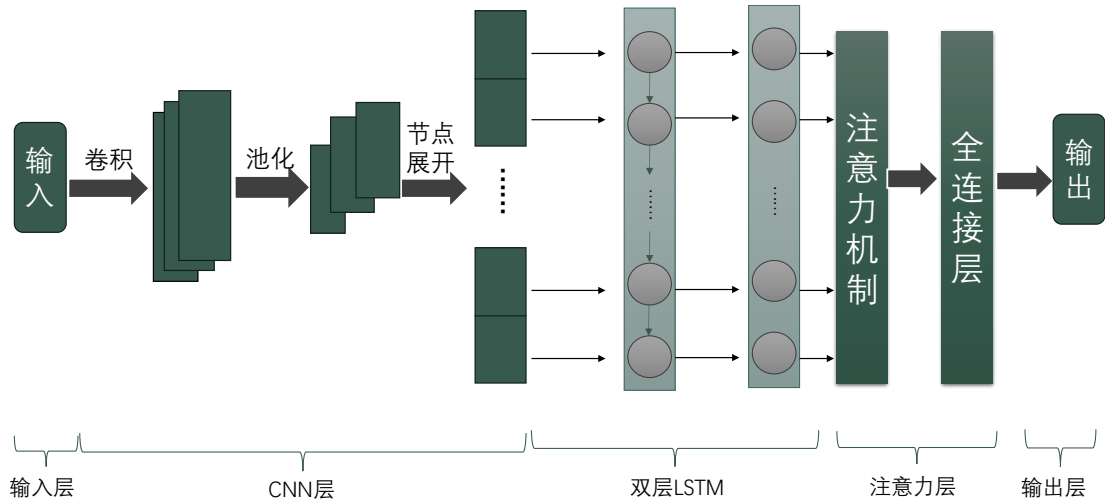 输入
卷积
池化
节点
展开
......
......
......
注意力机制
全连接层
输出
输入层
CNN层
双层LSTM
注意力层
输出层